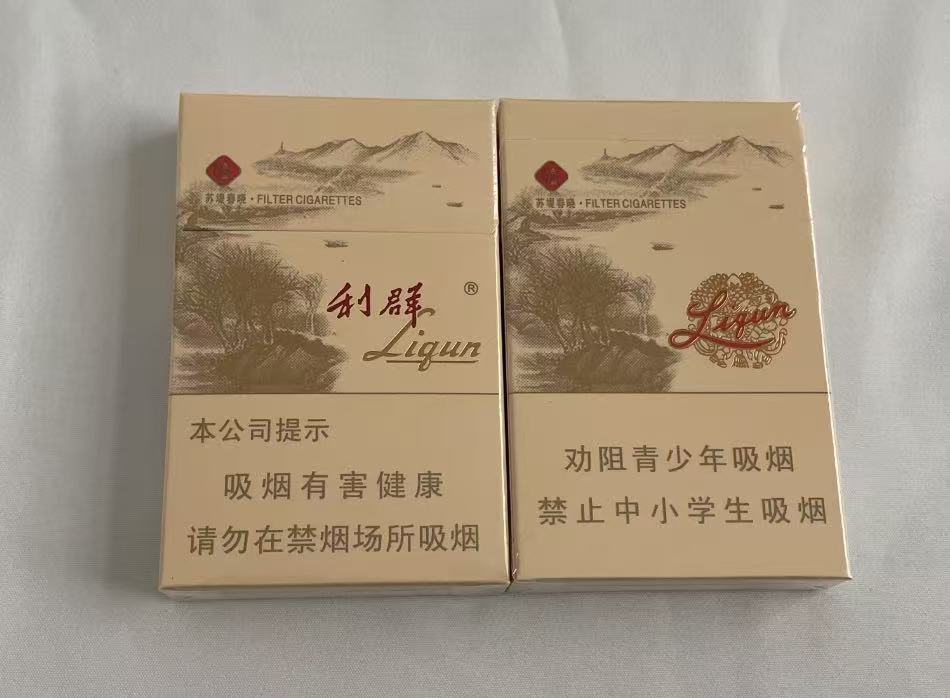 苏堤春晓·FILTER CIGARETTES
利群®
Liqun
本公司提示
吸烟有害健康
请勿在禁烟场所吸烟
苏堤春晓·FILTER CIGARETTES
Liqun
劝阻青少年吸烟
禁止中小学生吸烟